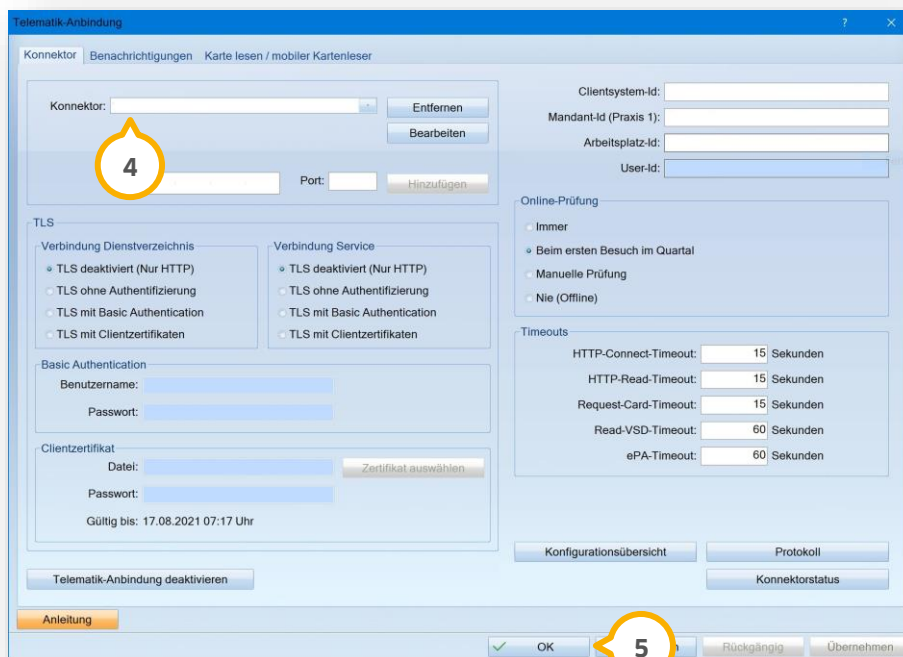 Telematik-Anbindung ?
Konnektor Benachrichtigungen Karte lesen / mobiler Kartenleser
Konnektor:
Entfernen
Bearbeiten
4
Port:
Hinzufügen
Clientsystem-Id:
Mandant-Id (Praxis 1):
Arbeitsplatz-Id:
User-Id:
TLS
Verbindung Dienstverzeichnis
TLS deaktiviert (Nur HTTP)
TLS ohne Authentifizierung
TLS mit Basic Authentication
TLS mit Clientzertifikaten
Verbindung Service
TLS deaktiviert (Nur HTTP)
TLS ohne Authentifizierung
TLS mit Basic Authentication
TLS mit Clientzertifikaten
Online-Prüfung
Immer
Beim ersten Besuch im Quartal
Manuelle Prüfung
Nie (Offline)
Basic Authentication
Benutzername:
Passwort:
Clientzertifikat
Datei:
Zertifikat auswählen
Passwort:
Gültig bis: 17.08.2021 07:17 Uhr
Timeouts
HTTP-Connect-Timeout: 15 Sekunden
HTTP-Read-Timeout: 15 Sekunden
Request-Card-Timeout: 15 Sekunden
Read-VSD-Timeout: 60 Sekunden
ePA-Timeout: 60 Sekunden
Konfigurationsübersicht Protokoll
Telematik-Anbindung deaktivieren Konnektorstatus
Anleitung
OK 5 Rückgängig Übernehmen